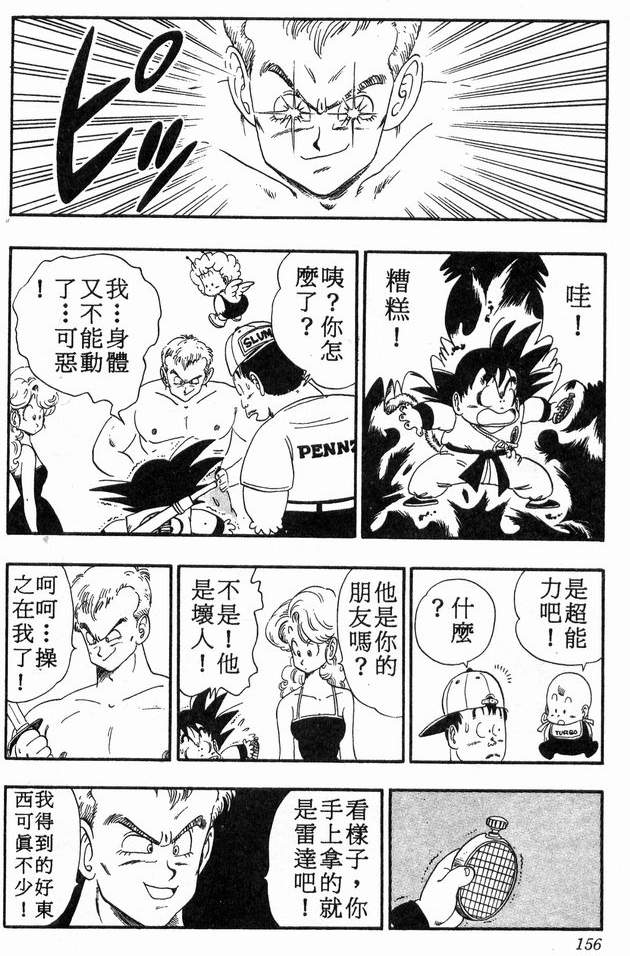 ピッ
哇！
糟糕！
咦？你怎
麼了？
我…身體
又不能動
了…可惡
！
SLUM
PENNZ
是超能
力吧！
什麼
？
TURBO
他是你的
朋友嗎？
不是！他
是壞人！
呵呵…操
之在我了！
看樣子，你
手上拿的就
是雷達吧！
我得到的好東
西可眞不少！
156